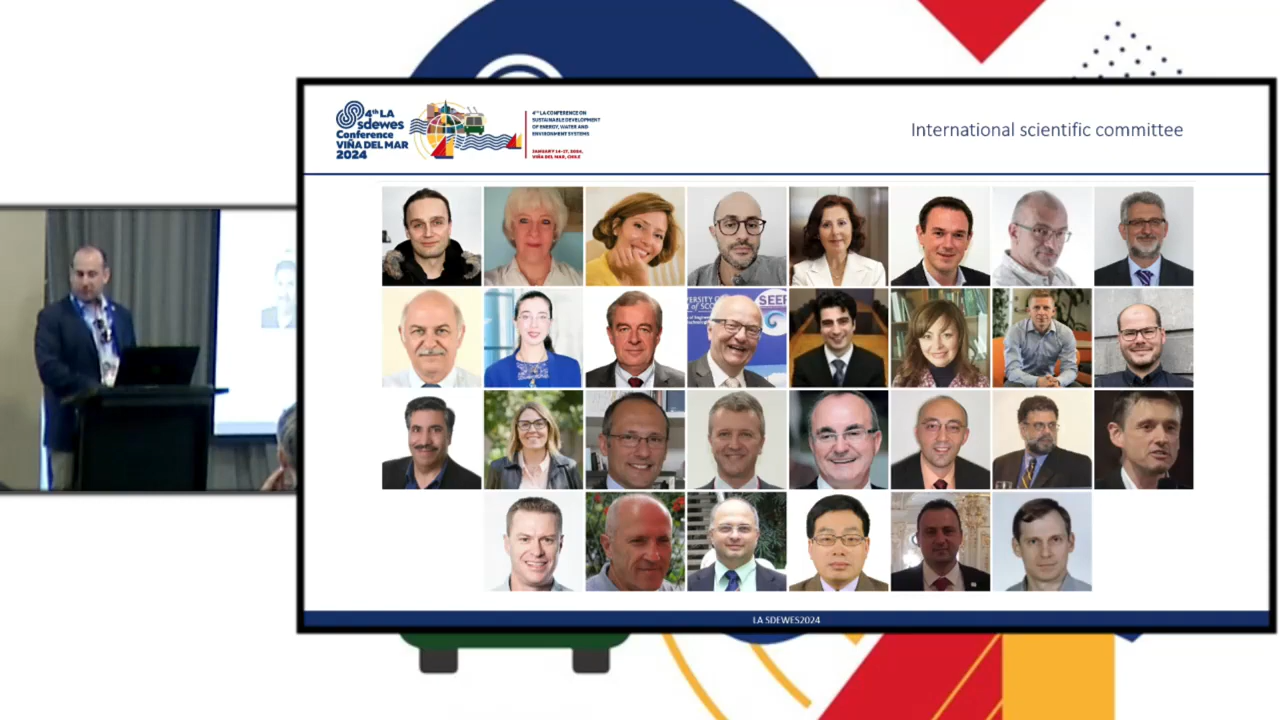 4th LA
sdewes
Conference
VIÑA DEL MAR
2024
4TH LA CONFERENCE ON
SUSTAINABLE DEVELOPMENT
OF ENERGY, WATER AND
ENVIRONMENT SYSTEMS
JANUARY 14-17, 2024,
VIÑA DEL MAR, CHILE
International scientific committee
SEER
LA SDEWES2024